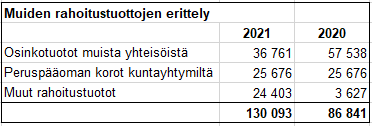 Muiden rahoitustuottojen erittely
2021 2020
Osinkotuotot muista yhteisöistä 36 761 57 538
Peruspääoman korot kuntayhtymiltä 25 676 25 676
Muut rahoitustuotot 24 403 3 627
130 093 86 841